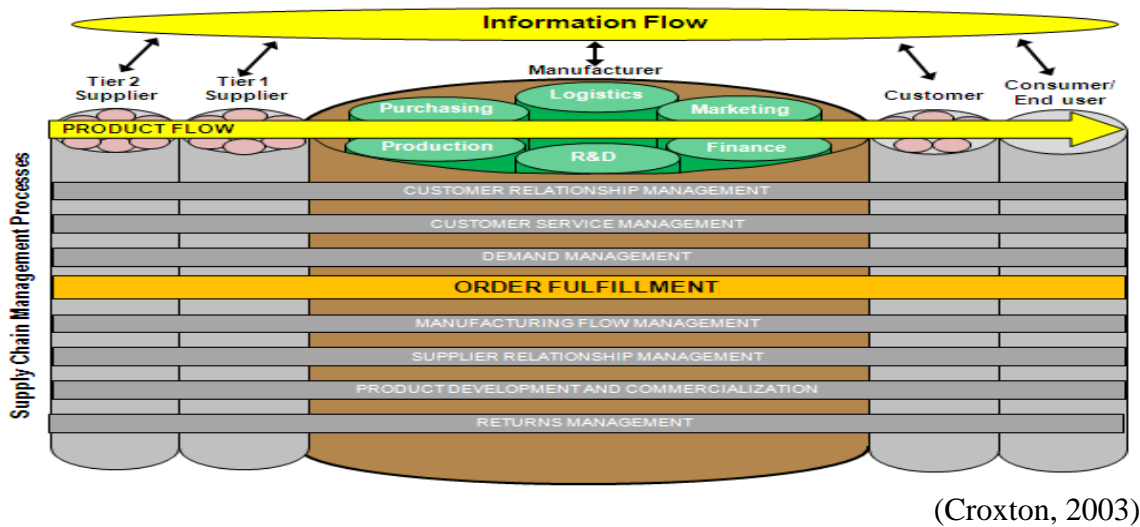 Information Flow
Tier 2
Supplier
Tier 1
Supplier
Manufacturer
Customer
Consumer/
End user
Purchasing
Logistics
Marketing
PRODUCT FLOW
Production
R&D
Finance
Supply Chain Management Processes
CUSTOMER RELATIONSHIP MANAGEMENT
CUSTOMER SERVICE MANAGEMENT
DEMAND MANAGEMENT
ORDER FULFILLMENT
MANUFACTURING FLOW MANAGEMENT
SUPPLIER RELATIONSHIP MANAGEMENT
PRODUCT DEVELOPMENT AND COMMERCIALIZATION
RETURNS MANAGEMENT
(Croxton, 2003)